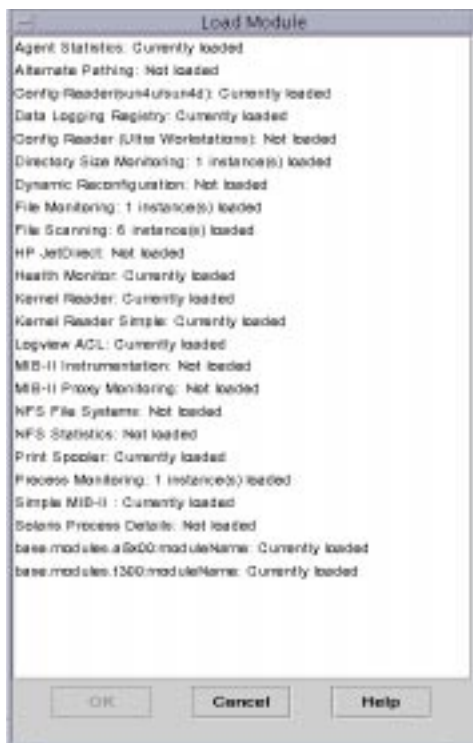 Load Module
Agent Statistics: Currently loaded
Alternate Pathing: Not loaded
Config-Reader(sun4u/sun4d): Currently loaded
Data Logging Registry: Currently loaded
Config Reader (Ultra Workstations): Not loaded
Directory Size Monitoring: 1 instance(s) loaded
Dynamic Reconfiguration: Not loaded
File Monitoring: 1 instance(s) loaded
File Scanning: 6 instance(s) loaded
HP JetDirect: Not loaded
Health Monitor: Currently loaded
Kernel Reader: Currently loaded
Kernel Reader Simple: Currently loaded
Logview ACL: Currently loaded
MIB-II Instrumentation: Not loaded
MIB-II Proxy Monitoring: Not loaded
NFS File Systems: Not loaded
NFS Statistics: Not loaded
Print Spooler: Currently loaded
Process Monitoring: 1 instance(s) loaded
Simple MIB-II : Currently loaded
Solaris Process Details: Not loaded
base.modules.a5x00:moduleName: Currently loaded
base.modules.t300:moduleName: Currently loaded
OK Cancel Help